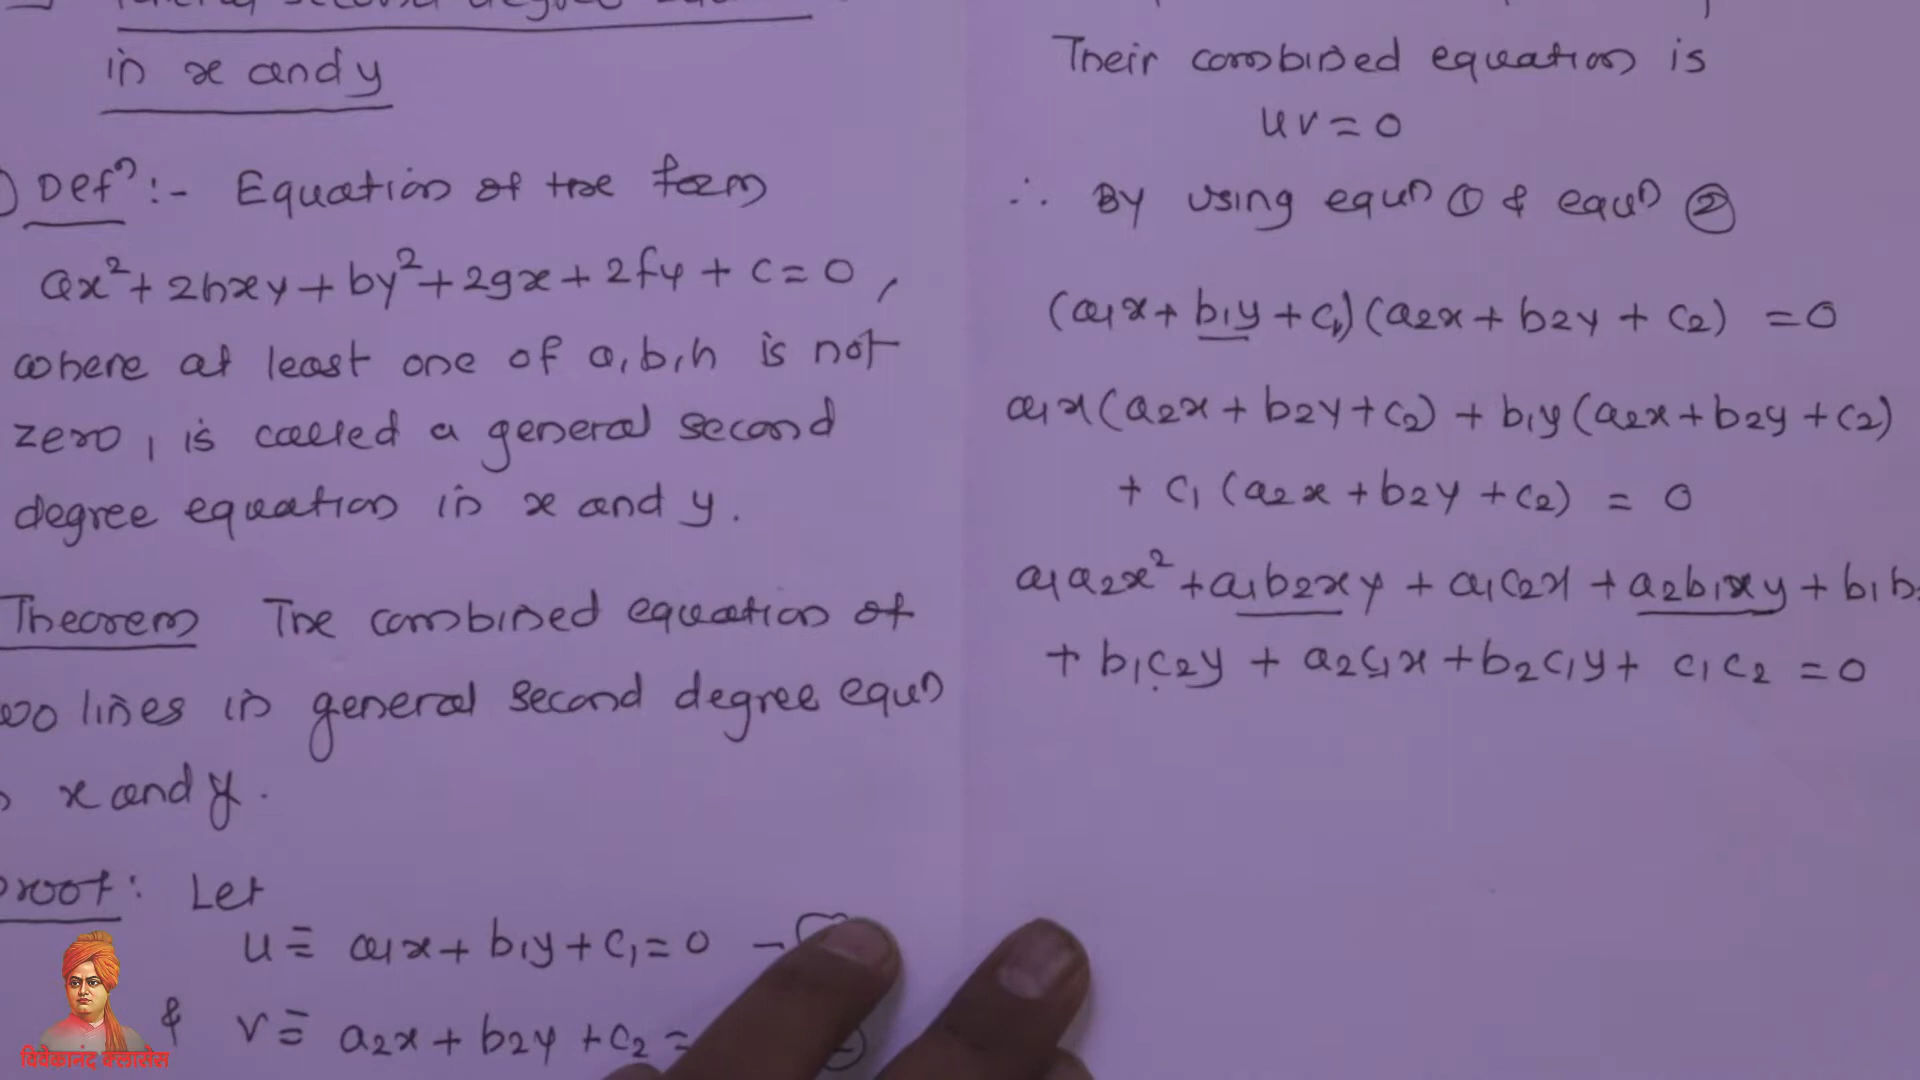 in x and y
Defⁿ :- Equation of the form
ax² + 2hxy + by² + 2gx + 2fy + c = 0,
where at least one of a, b, h is not
zero, is called a general second
degree equation in x and y.
Theorem The combined equation of
lines in general second degree equⁿ
x and y.
Proof: Let
u ≡ a₁x + b₁y + c₁ = 0 -
& v ≡ a₂x + b₂y + c₂ =
Their combined equation is
uv = 0
∴ By using equⁿ ① & equⁿ ②
(a₁x + b₁y + c₁)(a₂x + b₂y + c₂) = 0
a₁x(a₂x + b₂y + c₂) + b₁y(a₂x + b₂y + c₂)
+ c₁(a₂x + b₂y + c₂) = 0
a₁a₂x² + a₁b₂xy + a₁c₂x + a₂b₁xy + b₁b₂
+ b₁c₂y + a₂c₁x + b₂c₁y + c₁c₂ = 0
विवेकानंद क्लासेस